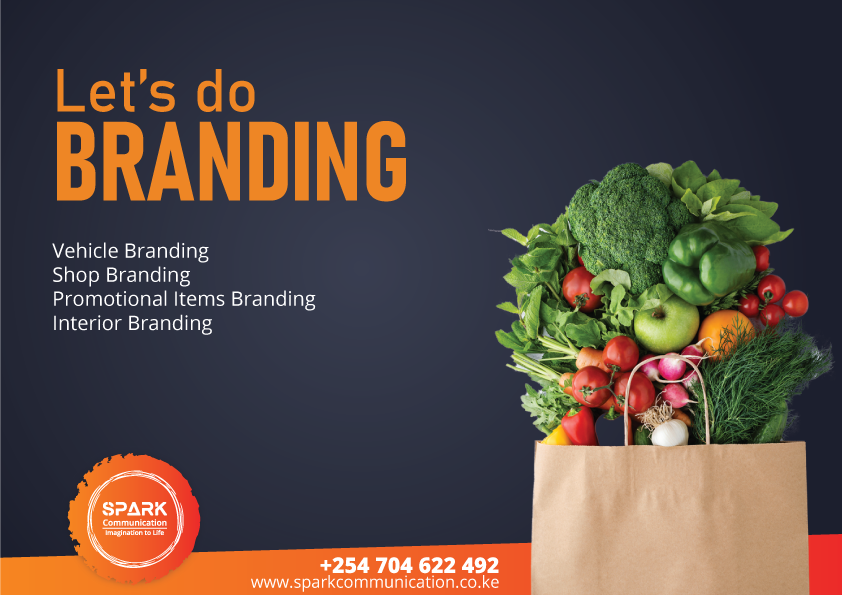 Let's do
BRANDING
Vehicle Branding
Shop Branding
Promotional Items Branding
Interior Branding
SPARK
Communication
Imagination to Life
+254 704 622 492
www.sparkcommunication.co.ke